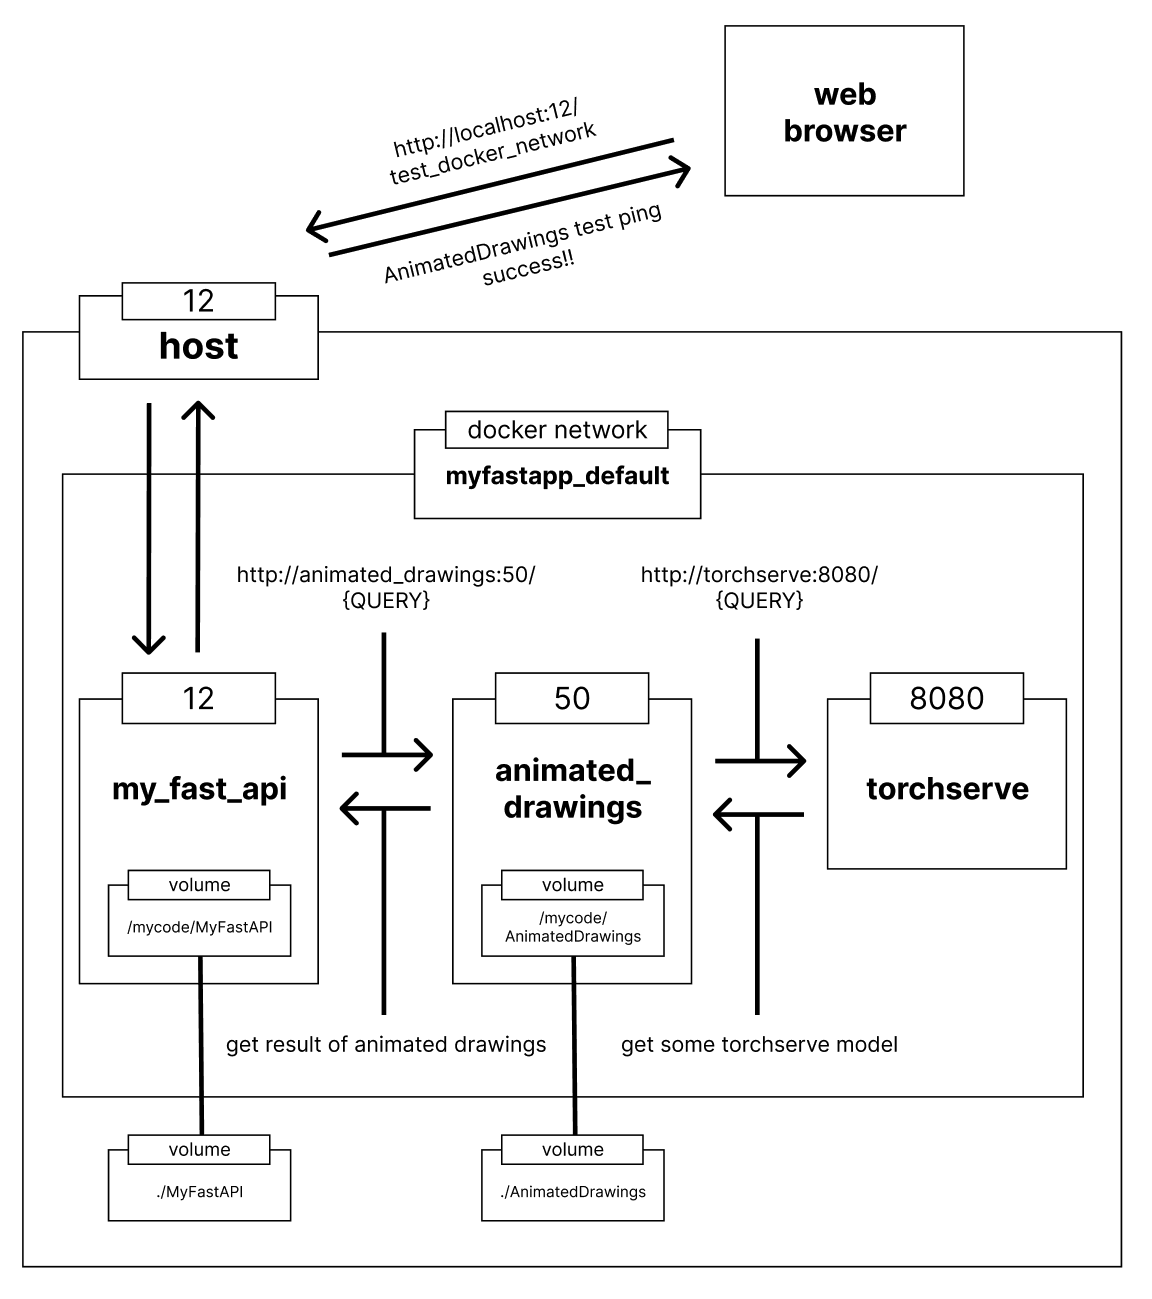 web
browser
http://localhost:12/
test_docker_network
AnimatedDrawings test ping
success!!
12
host
docker network
myfastapp_default
http://animated_drawings:50/
{QUERY}
http://torchserve:8080/
{QUERY}
12
my_fast_api
50
animated_
drawings
8080
torchserve
volume
/mycode/MyFastAPI
volume
/mycode/
AnimatedDrawings
get result of animated drawings
get some torchserve model
volume
./MyFastAPI
volume
./AnimatedDrawings